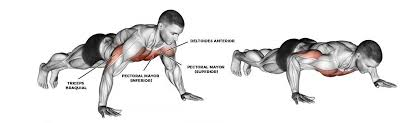 DELTOIDES ANTERIOR
PECTORAL MAYOR
(SUPERIOR)
PECTORAL MAYOR
(INFERIOR)
TRICEPS
BRAQUIAL